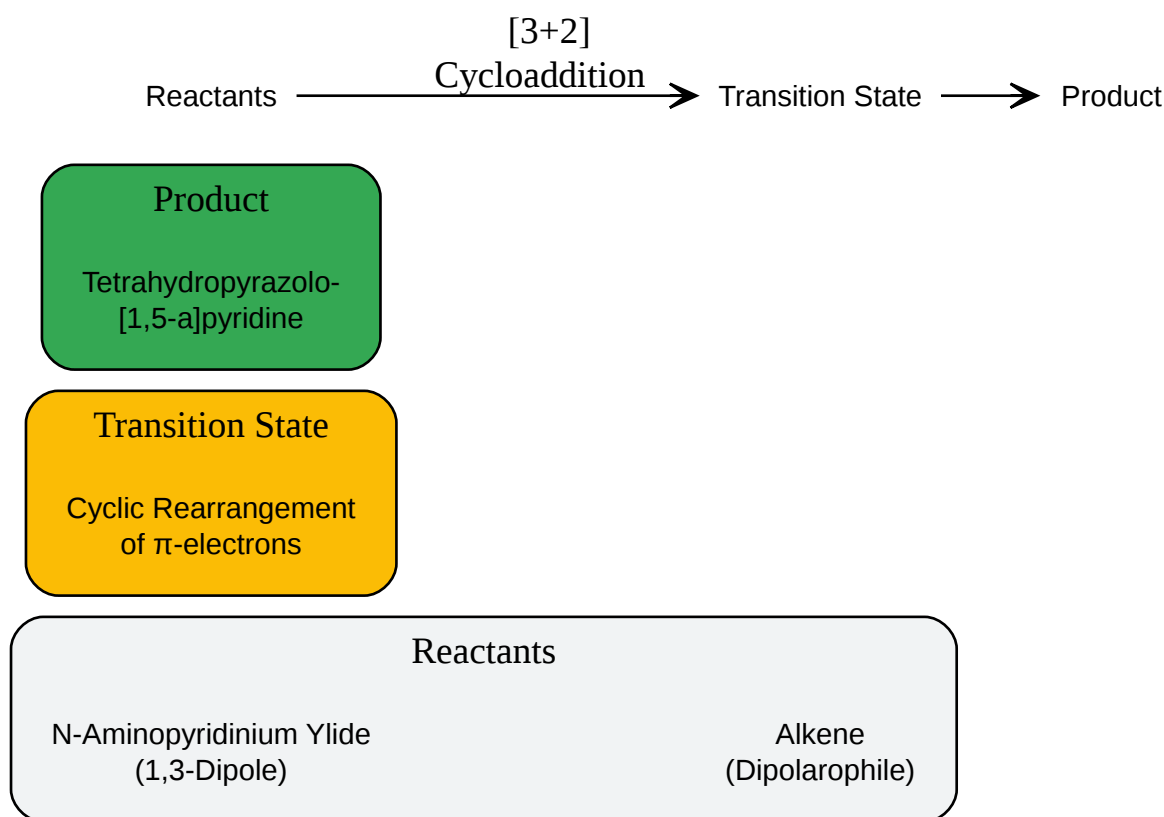 [3+2]
Cycloaddition
Reactants
Transition State
Product
Product
Tetrahydropyrazolo-
[1,5-a]pyridine
Transition State
Cyclic Rearrangement
of π-electrons
Reactants
N-Aminopyridinium Ylide
(1,3-Dipole)
Alkene
(Dipolarophile)